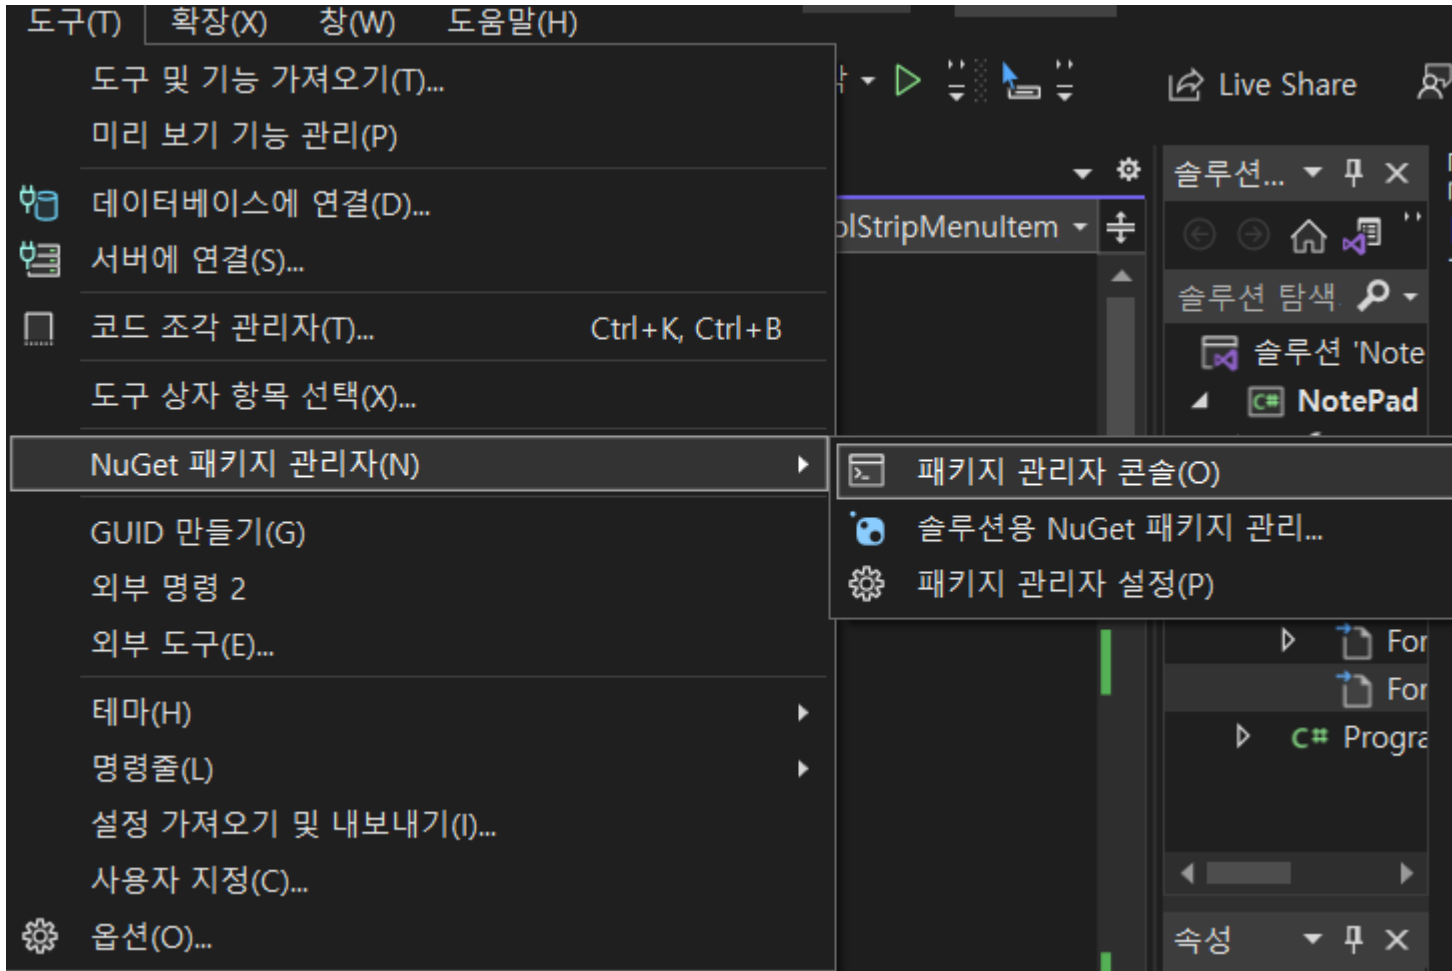 도구(T) 확장(X) 창(W) 도움말(H)
도구 및 기능 가져오기(T)...
미리 보기 기능 관리(P)
데이터베이스에 연결(D)...
서버에 연결(S)...
코드 조각 관리자(T)... Ctrl+K, Ctrl+B
도구 상자 항목 선택(X)...
NuGet 패키지 관리자(N)
GUID 만들기(G)
외부 명령 2
외부 도구(E)...
테마(H)
명령줄(L)
설정 가져오기 및 내보내기(I)...
사용자 지정(C)...
옵션(O)...
패키지 관리자 콘솔(O)
솔루션용 NuGet 패키지 관리...
패키지 관리자 설정(P)
Live Share
olStripMenuItem
솔루션...
솔루션 탐색
솔루션 'Note
C# NotePad
For
For
C# Progra
속성